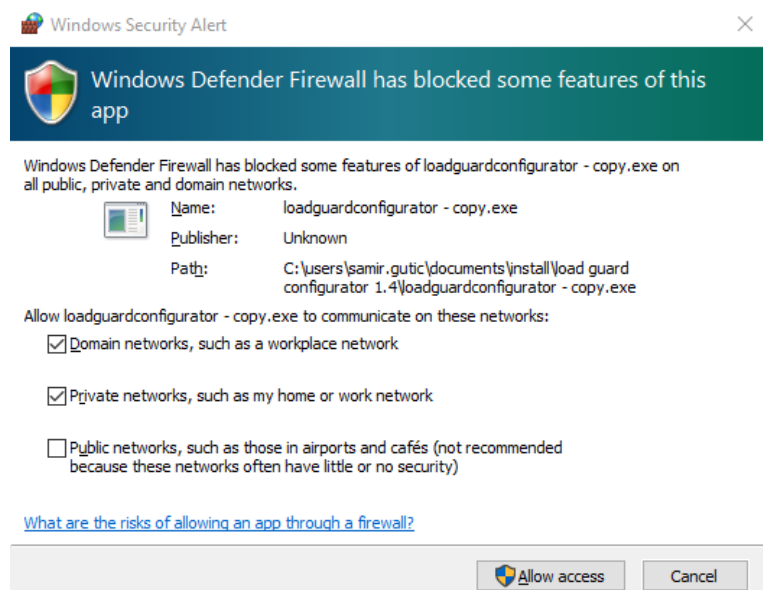 Windows Security Alert
Windows Defender Firewall has blocked some features of this
app
Windows Defender Firewall has blocked some features of loadguardconfigurator - copy.exe on
all public, private and domain networks.
Name: loadguardconfigurator - copy.exe
Publisher: Unknown
Path: C:\users\samir.gutic\documents\install\load guard
configurator 1.4\loadguardconfigurator - copy.exe
Allow loadguardconfigurator - copy.exe to communicate on these networks:
Domain networks, such as a workplace network
Private networks, such as my home or work network
Public networks, such as those in airports and cafés (not recommended
because these networks often have little or no security)
What are the risks of allowing an app through a firewall?
Allow access Cancel